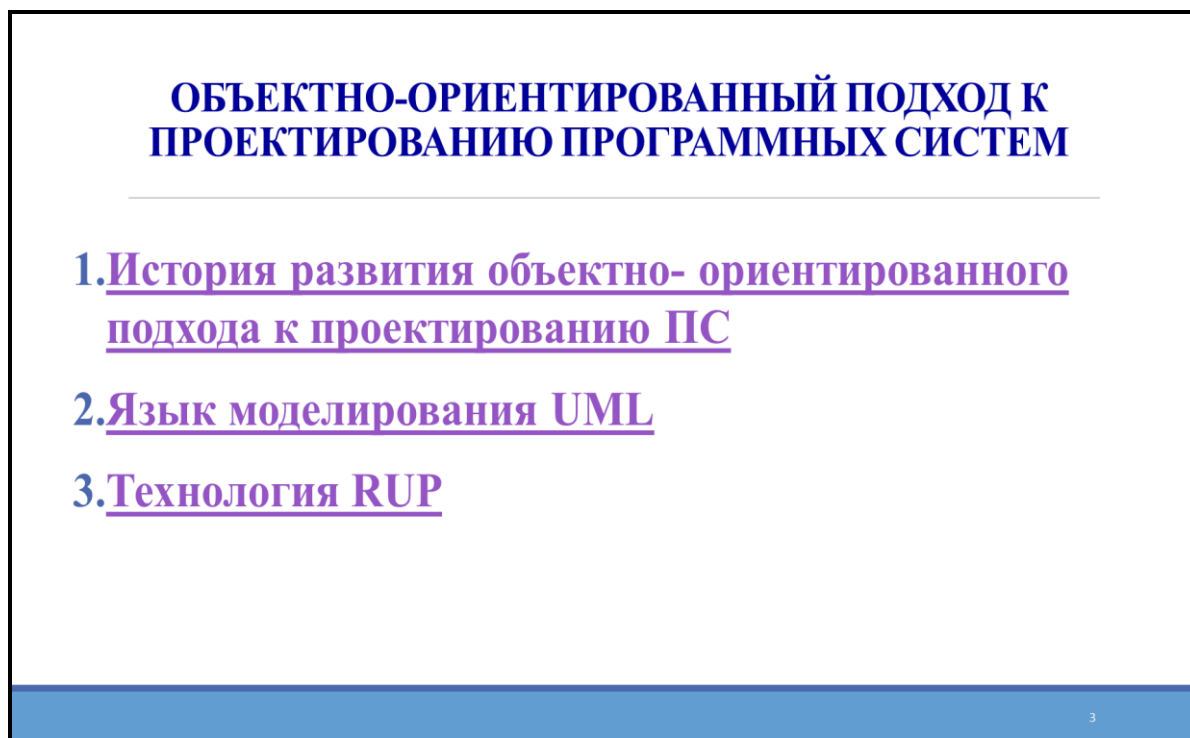 ОБЪЕКТНО-ОРИЕНТИРОВАННЫЙ ПОДХОД К
ПРОЕКТИРОВАНИЮ ПРОГРАММНЫХ СИСТЕМ
1.История развития объектно- ориентированного
подхода к проектированию ПС
2.Язык моделирования UML
3.Технология RUP
3